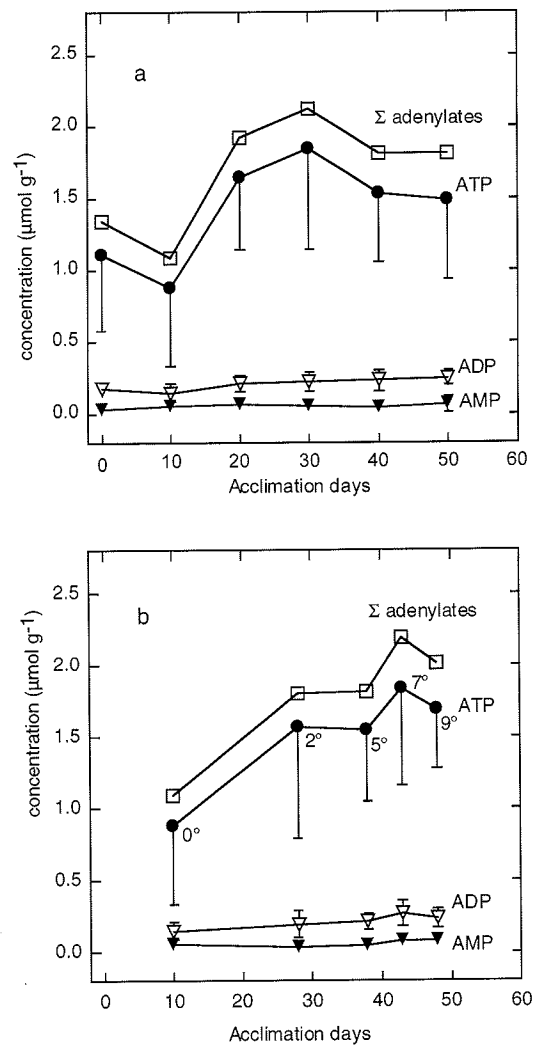 a
2.5
2.0
1.5
1.0
0.5
0.0
concentration (µmol g-1)
Σ adenylates
ATP
ADP
AMP
0 10 20 30 40 50 60
Acclimation days
b
2.5
2.0
1.5
1.0
0.5
0.0
concentration (µmol g-1)
Σ adenylates
ATP
0°
2°
5°
7°
9°
ADP
AMP
0 10 20 30 40 50 60
Acclimation days